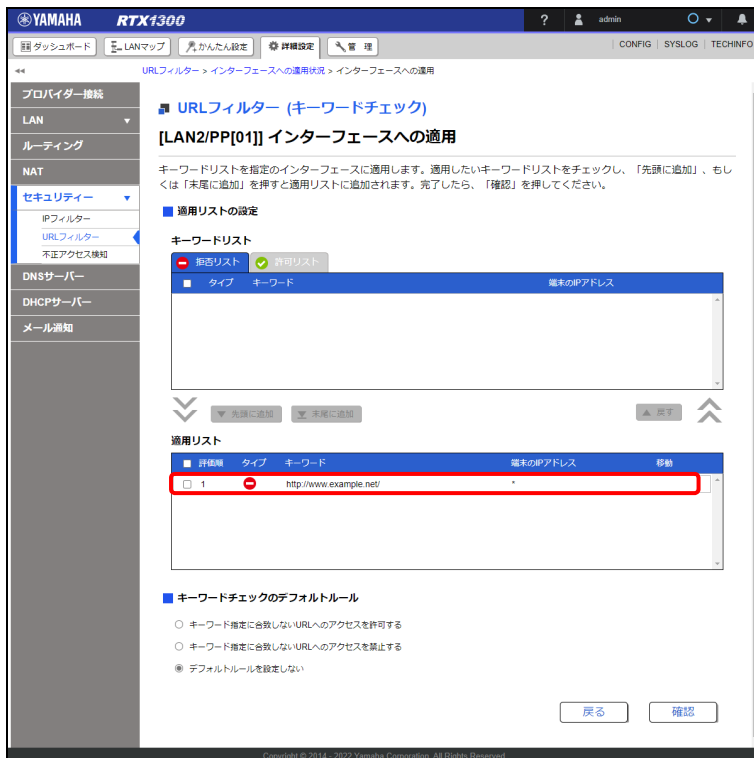 YAMAHA RTX1300 ? admin
ダッシュボード LANマップ かんたん設定 詳細設定 管 理 CONFIG | SYSLOG | TECHINFO
URLフィルター > インターフェースへの適用状況 > インターフェースへの適用
プロバイダー接続
LAN
ルーティング
NAT
セキュリティー
IPフィルター
URLフィルター
不正アクセス検知
DNSサーバー
DHCPサーバー
メール通知
URLフィルター (キーワードチェック)
[LAN2/PP[01]] インターフェースへの適用
キーワードリストを指定のインターフェースに適用します。適用したいキーワードリストをチェックし、「先頭に追加」、もし
くは「末尾に追加」を押すと適用リストに追加されます。完了したら、「確認」を押してください。
適用リストの設定
キーワードリスト
拒否リスト 許可リスト
タイプ キーワード 端末のIPアドレス
先頭に追加 末尾に追加 戻す
適用リスト
評価順 タイプ キーワード 端末のIPアドレス 移動
1 http://www.example.net/ *
キーワードチェックのデフォルトルール
キーワード指定に合致しないURLへのアクセスを許可する
キーワード指定に合致しないURLへのアクセスを禁止する
デフォルトルールを設定しない
戻る 確認
Copyright © 2014 - 2022 Yamaha Corporation. All Rights Reserved.